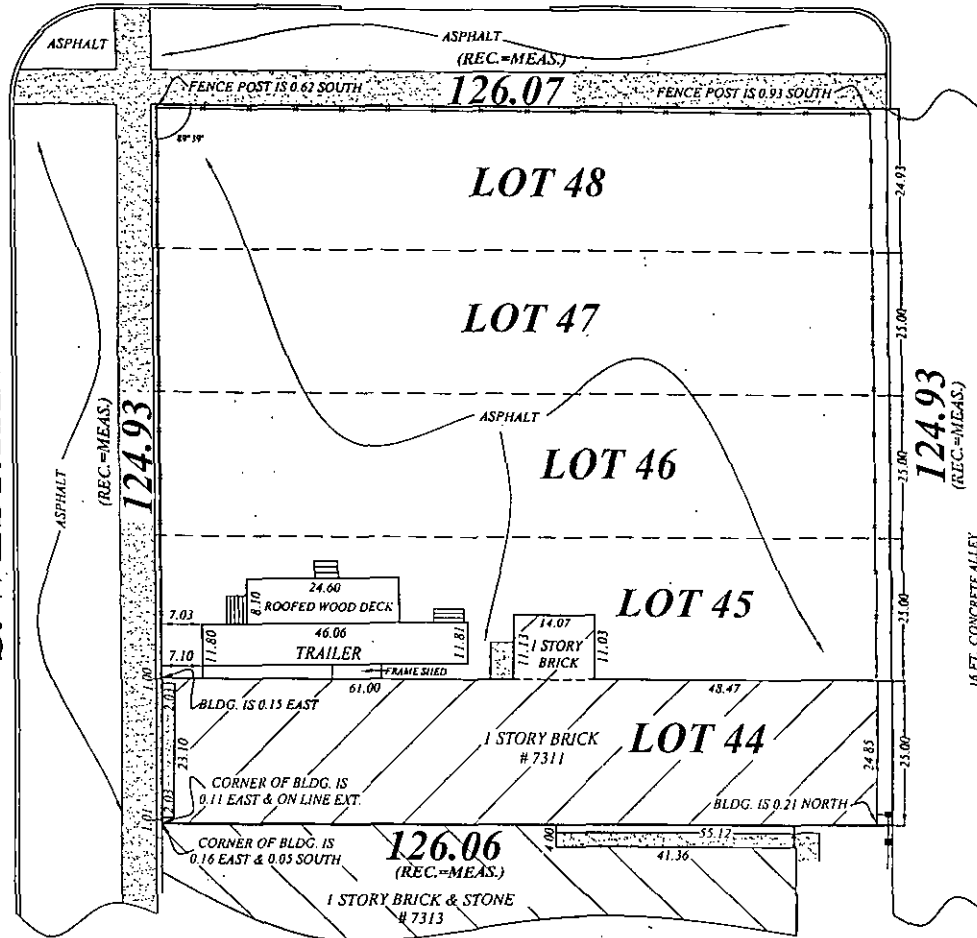 ASPHALT
ASPHALT
(REC.=MEAS.)
126.07
FENCE POST IS 0.62 SOUTH
FENCE POST IS 0.93 SOUTH
89°59'
LOT 48
24.93
LOT 47
25.00
124.93
(REC.=MEAS.)
ASPHALT
124.93
(REC.=MEAS.)
ASPHALT
LOT 46
25.00
16 FT. CONCRETE ALLEY
24.60
8.10
ROOFED WOOD DECK
LOT 45
25.00
7.03
11.80
46.06
TRAILER
11.81
14.07
11.13
1 STORY
BRICK
11.03
7.10
FRAME SHED
1.00
61.00
48.47
BLDG. IS 0.15 EAST
2.03
23.10
2.03
1 STORY BRICK
# 7311
LOT 44
24.85
25.00
CORNER OF BLDG. IS
0.11 EAST & ON LINE EXT.
BLDG. IS 0.21 NORTH
1.01
CORNER OF BLDG. IS
0.16 EAST & 0.05 SOUTH
126.06
(REC.=MEAS.)
4.00
55.12
41.36
1 STORY BRICK & STONE
# 7313